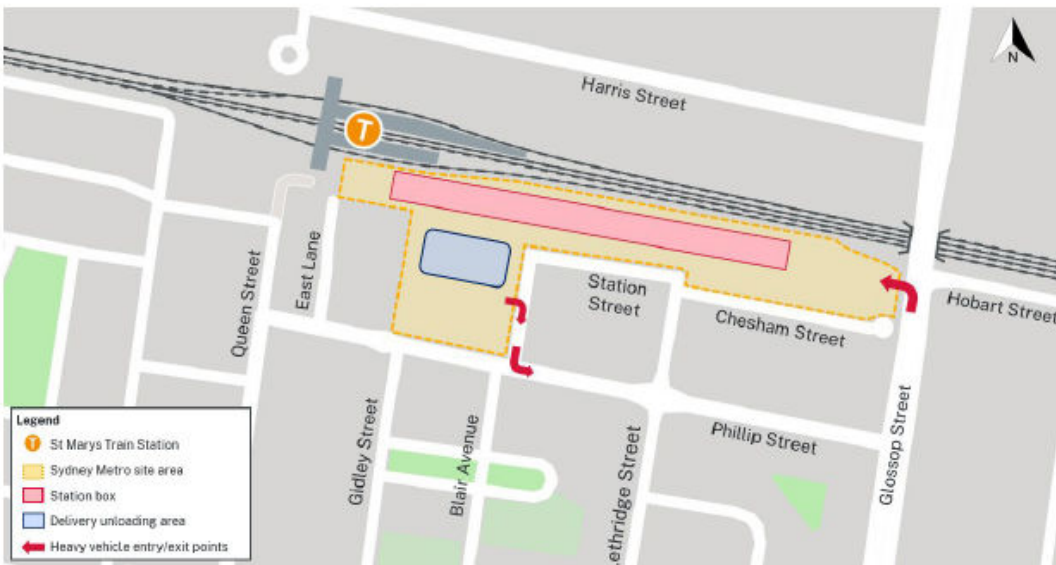 N
Harris Street
T
Station
Street
Hobart Street
Chesham Street
East Lane
Queen Street
Phillip Street
Glossop Street
Gidley Street
Blair Avenue
ethridge Street
Legend
T St Marys Train Station
Sydney Metro site area
Station box
Delivery unloading area
Heavy vehicle entry/exit points